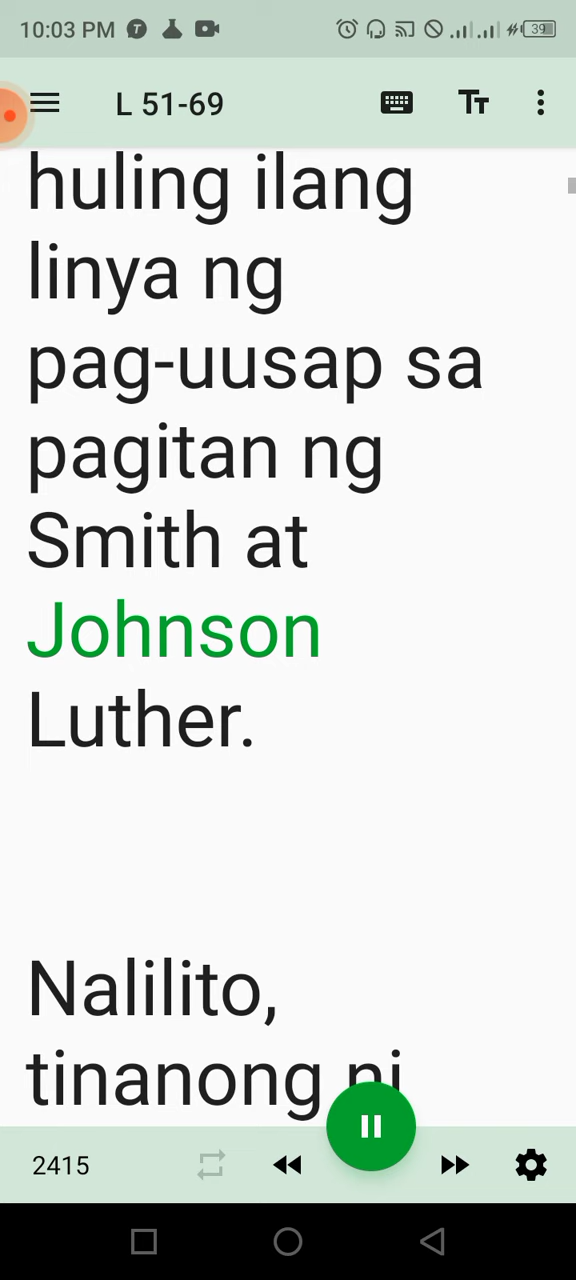 10:03 PM
39
L 51-69
huling ilang
linya ng
pag-uusap sa
pagitan ng
Smith at
Johnson
Luther.
Nalilito,
tinanong ni
2415